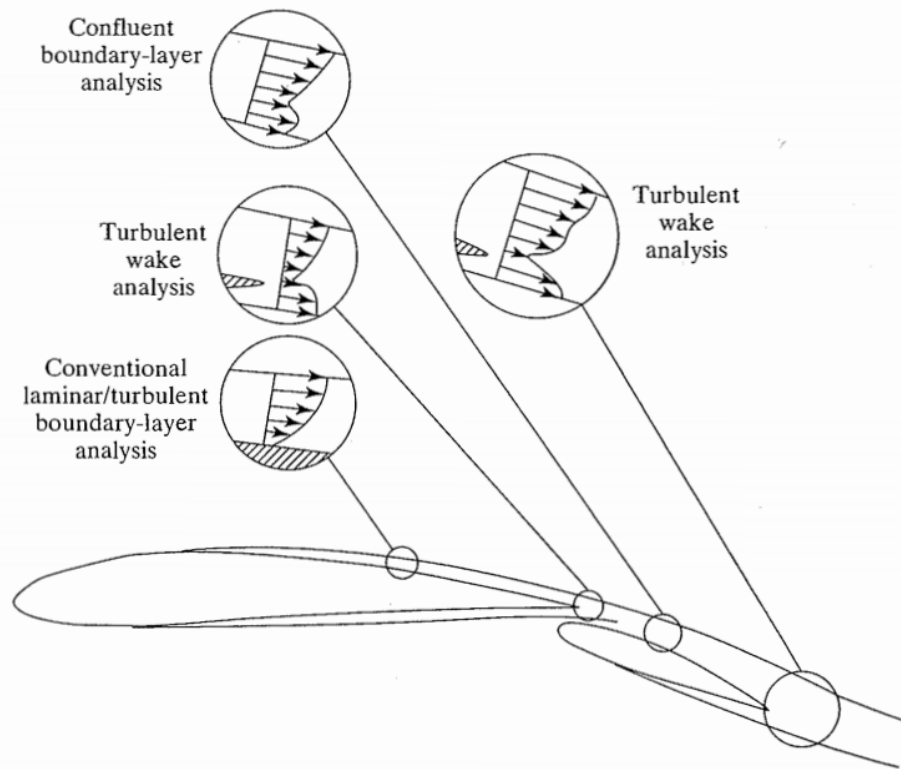 Confluent
boundary-layer
analysis
Turbulent
wake
analysis
Turbulent
wake
analysis
Conventional
laminar/turbulent
boundary-layer
analysis